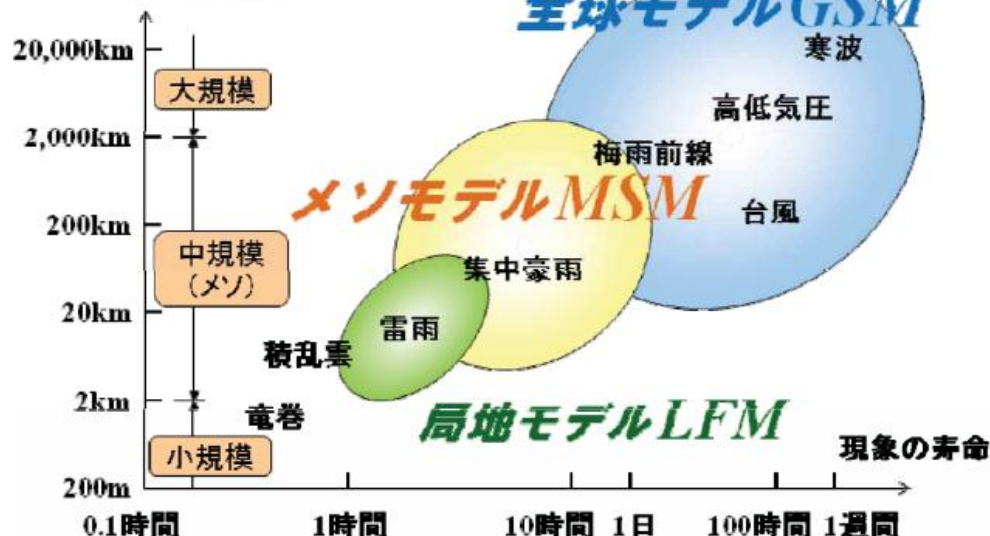 全球モデルGSM
20,000km
寒波
大規模
高低気圧
2,000km
梅雨前線
メソモデルMSM
台風
200km
中規模
(メソ)
集中豪雨
20km
雷雨
積乱雲
2km
竜巻
局地モデルLFM
小規模
現象の寿命
200m
0.1時間 1時間 10時間 1日 100時間 1週間